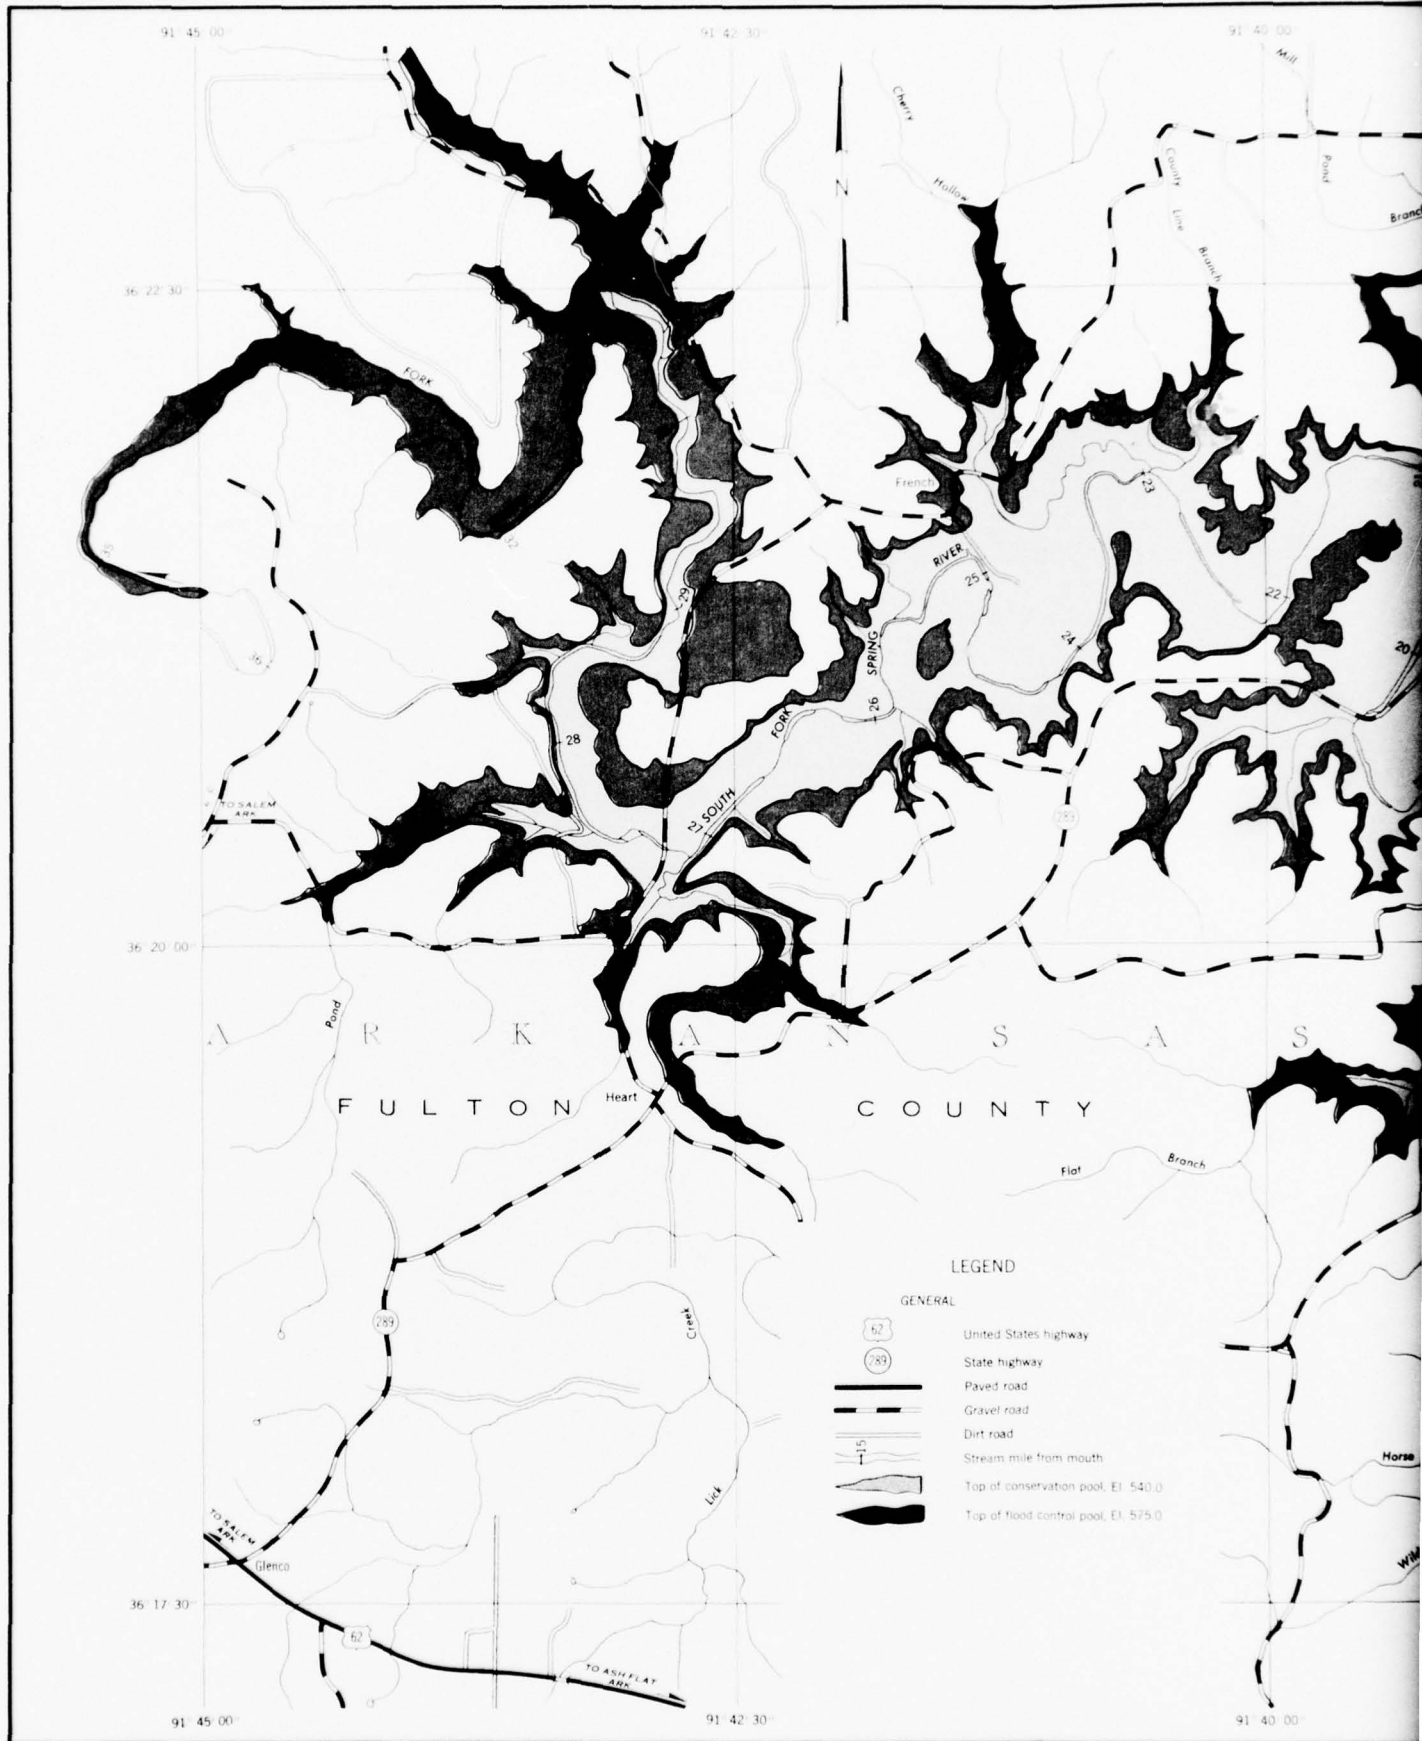 91° 45' 00"
91° 42' 30"
91° 40' 00"
Mill
Pond
Branch
Cherry
Hollow
County
Line
Branch
N
36° 22' 30"
FORK
French
23
35
32
RIVER
25
22
29
36
24
20
SPRING
26
FORK
28
SOUTH
27
TO SALEM
ARK
289
36° 20' 00"
Pond
A R K A N S A S
FULTON COUNTY
Heart
Flat
Branch
LEGEND
GENERAL
62 United States highway
289 State highway
Paved road
Gravel road
Dirt road
15 Stream mile from mouth
Top of conservation pool, El. 540.0
Top of flood control pool, El. 575.0
289
Creek
Lick
Horse
TO SALEM
ARK
Glenco
36° 17' 30"
62
TO ASH FLAT
ARK
91° 45' 00"
91° 42' 30"
91° 40' 00"